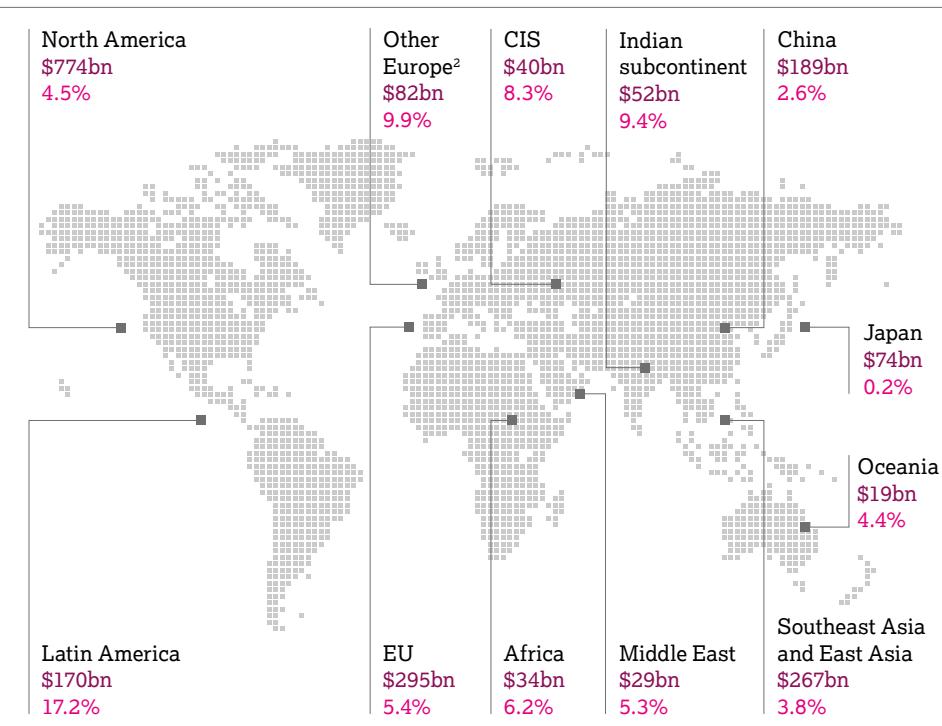 North America
$774bn
4.5%
Other
Europe²
$82bn
9.9%
CIS
$40bn
8.3%
Indian
subcontinent
$52bn
9.4%
China
$189bn
2.6%
Japan
$74bn
0.2%
Oceania
$19bn
4.4%
Latin America
$170bn
17.2%
EU
$295bn
5.4%
Africa
$34bn
6.2%
Middle East
$29bn
5.3%
Southeast Asia
and East Asia
$267bn
3.8%